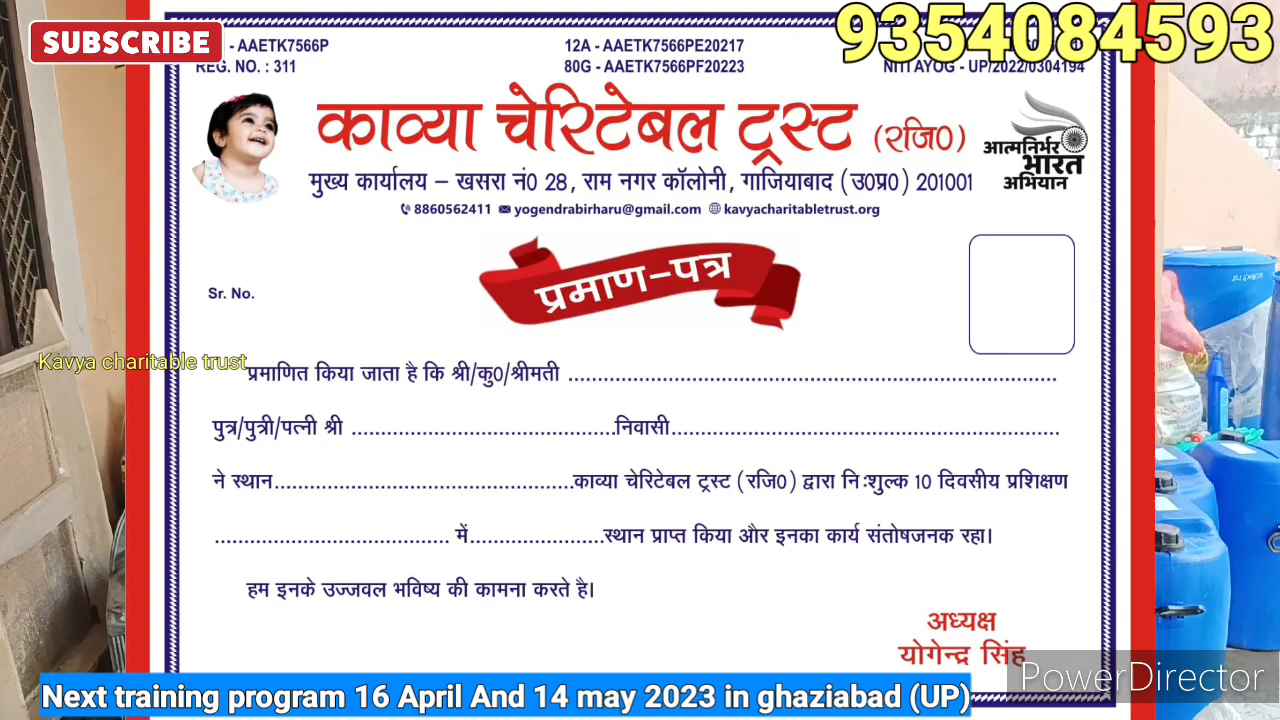 SUBSCRIBE
9354084593
- AAETK7566P
12A - AAETK7566PE20217
REG. NO. : 311
80G - AAETK7566PF20223
NITI AYOG - UP/2022/0304194
काव्या चेरिटेबल ट्रस्ट (रजि0)
आत्मनिर्भर
भारत
अभियान
मुख्य कार्यालय – खसरा नं0 28, राम नगर कॉलोनी, गाजियाबाद (उ0प्र0) 201001
8860562411 yogendrabirharu@gmail.com kavyacharitabletrust.org
प्रमाण-पत्र
Sr. No.
Kavya charitable trust
प्रमाणित किया जाता है कि श्री/कु0/श्रीमती ........................................
पुत्र/पुत्री/पत्नी श्री ..............................निवासी........................................
ने स्थान..............................काव्या चेरिटेबल ट्रस्ट (रजि0) द्वारा निःशुल्क 10 दिवसीय प्रशिक्षण
.............................. में....................स्थान प्राप्त किया और इनका कार्य संतोषजनक रहा।
हम इनके उज्जवल भविष्य की कामना करते है।
अध्यक्ष
योगेन्द्र सिंह
PowerDirector
Next training program 16 April And 14 may 2023 in ghaziabad (UP)